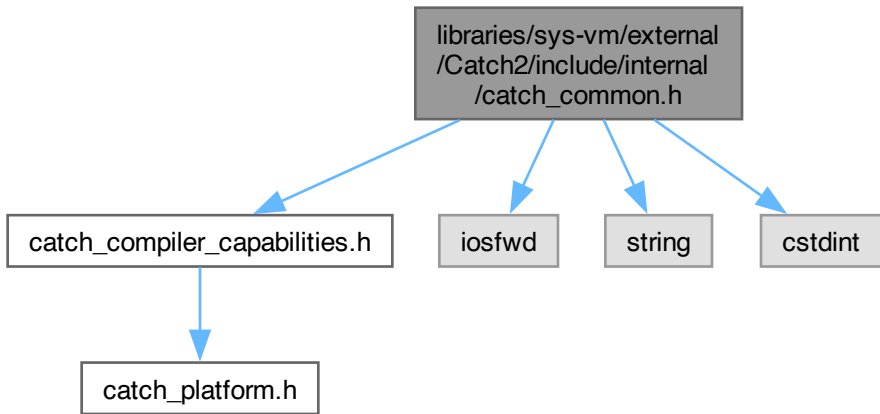 libraries/sys-vm/external
/Catch2/include/internal
/catch_common.h
catch_compiler_capabilities.h
iosfwd
string
cstdint
catch_platform.h